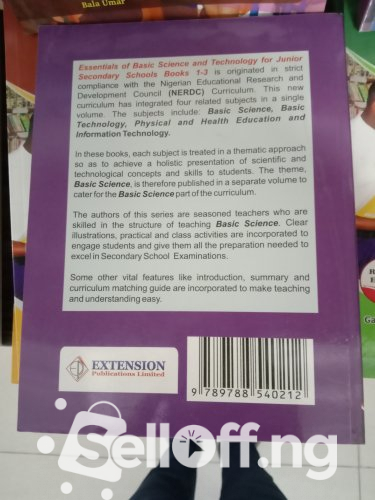 Bala Umar
Essentials of Basic Science and Technology for Junior
Secondary Schools Books 1-3 is originated in strict
compliance with the Nigerian Educational Research and
Development Council (NERDC) Curriculum. This new
curriculum has integrated four related subjects in a single
volume. The subjects include: Basic Science, Basic
Technology, Physical and Health Education and
Information Technology.
In these books, each subject is treated in a thematic approach
so as to achieve a holistic presentation of scientific and
technological concepts and skills to students. The theme,
Basic Science, is therefore published in a separate volume to
cater for the Basic Science part of the curriculum.
The authors of this series are seasoned teachers who are
skilled in the structure of teaching Basic Science. Clear
illustrations, practical and class activities are incorporated to
engage students and give them all the preparation needed to
excel in Secondary School Examinations.
Some other vital features like introduction, summary and
curriculum matching guide are incorporated to make teaching
and understanding easy.
EXTENSION
Publications Limited
9 789788 540212
SellOff.ng